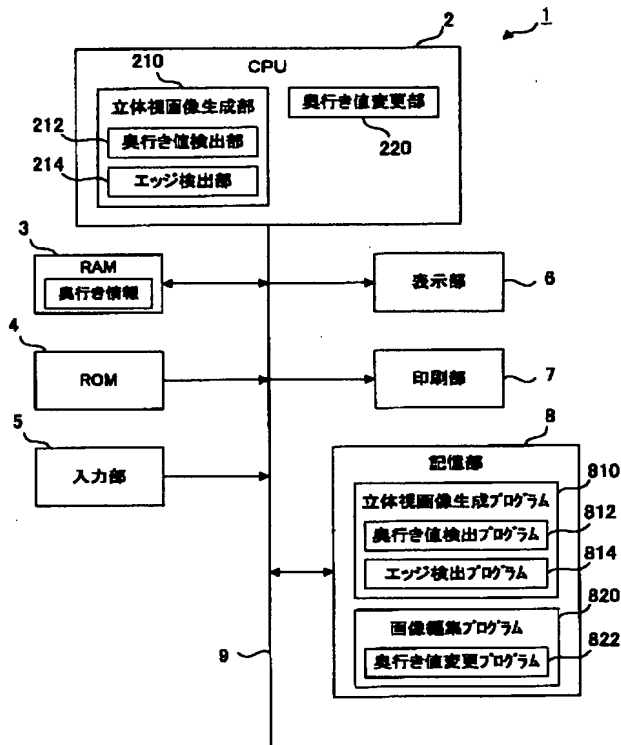 1
2
CPU
210
立体視画像生成部
212
奥行き値検出部
214
エッジ検出部
奥行き値変更部
220
3
RAM
奥行き情報
表示部
6
4
ROM
印刷部
7
5
入力部
8
記憶部
810
立体視画像生成プログラム
812
奥行き値検出プログラム
814
エッジ検出プログラム
820
画像編集プログラム
822
奥行き値変更プログラム
9